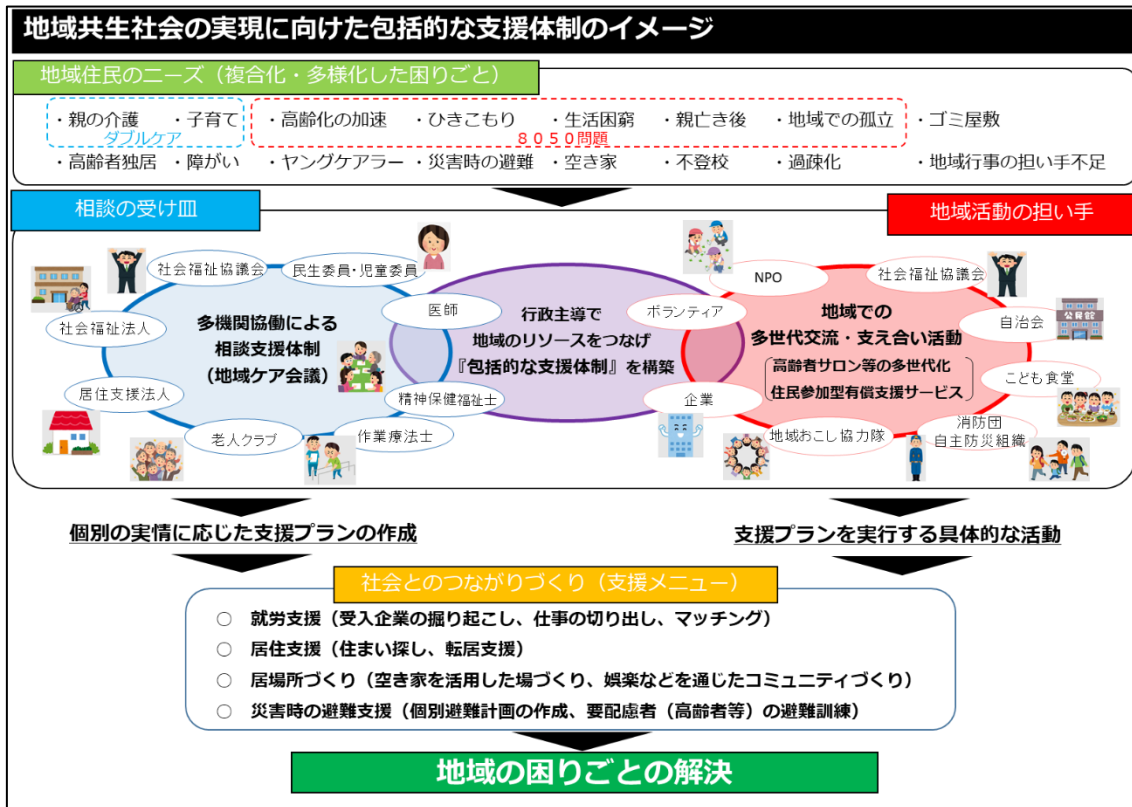 地域共生社会の実現に向けた包括的な支援体制のイメージ
地域住民のニーズ（複合化・多様化した困りごと）
・親の介護 ・子育て ・高齢化の加速 ・ひきこもり ・生活困窮 ・親亡き後 ・地域での孤立 ・ゴミ屋敷
ダブルケア
８０５０問題
・高齢者独居 ・障がい ・ヤングケアラー ・災害時の避難 ・空き家 ・不登校 ・過疎化 ・地域行事の担い手不足
相談の受け皿
地域活動の担い手
社会福祉協議会
民生委員・児童委員
医師
社会福祉法人
多機関協働による
相談支援体制
（地域ケア会議）
居住支援法人
精神保健福祉士
老人クラブ
作業療法士
行政主導で
地域のリソースをつなげ
『包括的な支援体制』を構築
NPO
社会福祉協議会
ボランティア
自治会
公民館
地域での
多世代交流・支え合い活動
高齢者サロン等の多世代化
住民参加型有償支援サービス
こども食堂
企業
地域おこし協力隊
消防団
自主防災組織
個別の実情に応じた支援プランの作成
支援プランを実行する具体的な活動
社会とのつながりづくり（支援メニュー）
○ 就労支援（受入企業の掘り起こし、仕事の切り出し、マッチング）
○ 居住支援（住まい探し、転居支援）
○ 居場所づくり（空き家を活用した場づくり、娯楽などを通じたコミュニティづくり）
○ 災害時の避難支援（個別避難計画の作成、要配慮者（高齢者等）の避難訓練）
地域の困りごとの解決